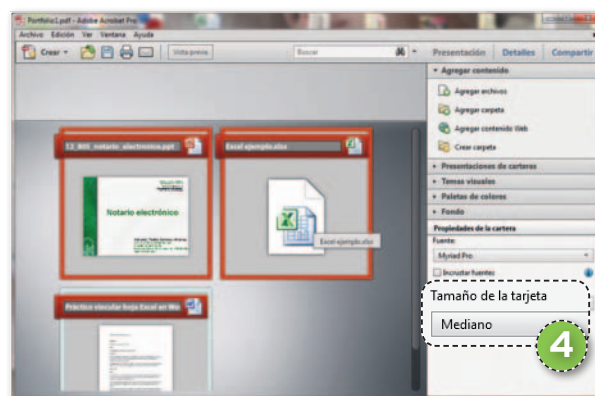 Portfolio1.pdf - Adobe Acrobat Pro
Archivo Edición Ver Ventana Ayuda
Crear
Vista previa
Buscar
Presentación Detalles Compartir
Agregar contenido
Agregar archivos
Agregar carpeta
Agregar contenido Web
Crear carpeta
Presentaciones de carteras
Temas visuales
Paletas de colores
Fondo
Propiedades de la cartera
Fuente:
Myriad Pro
Incrustar fuentes
Tamaño de la tarjeta
Mediano
4
notario_electronico.ppt
Excel ejemplo.xlsx
Notario electrónico
Excel ejemplo.xlsx
Práctico vincular hoja Excel en Wo